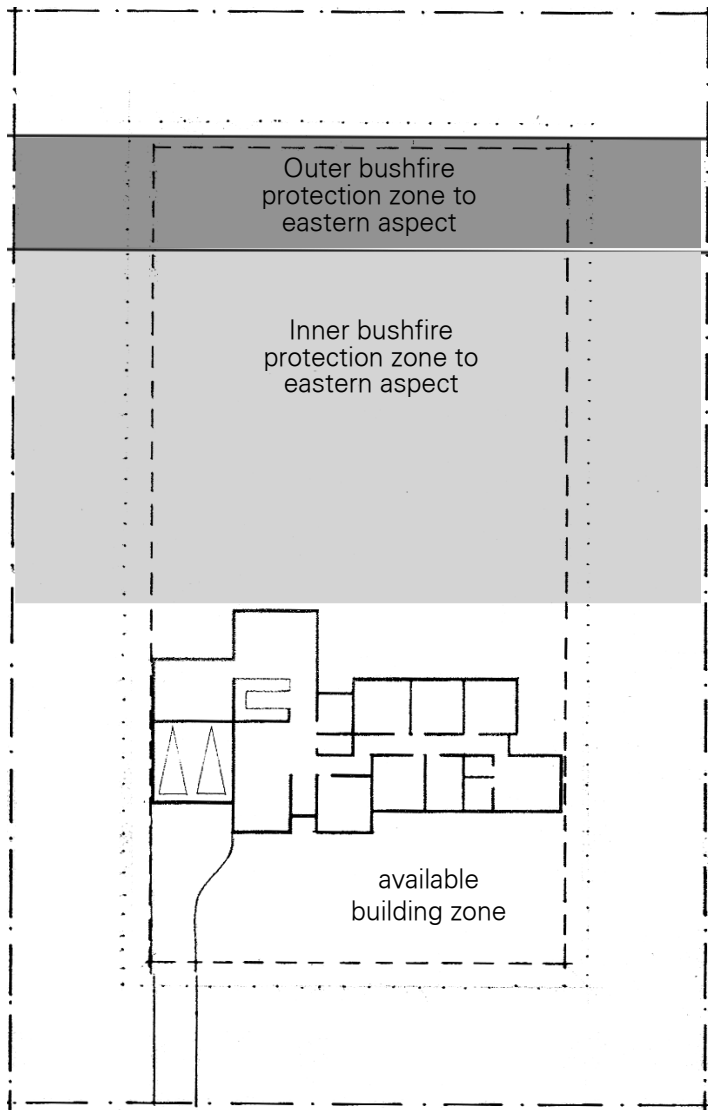 Outer bushfire
protection zone to
eastern aspect
Inner bushfire
protection zone to
eastern aspect
available
building zone